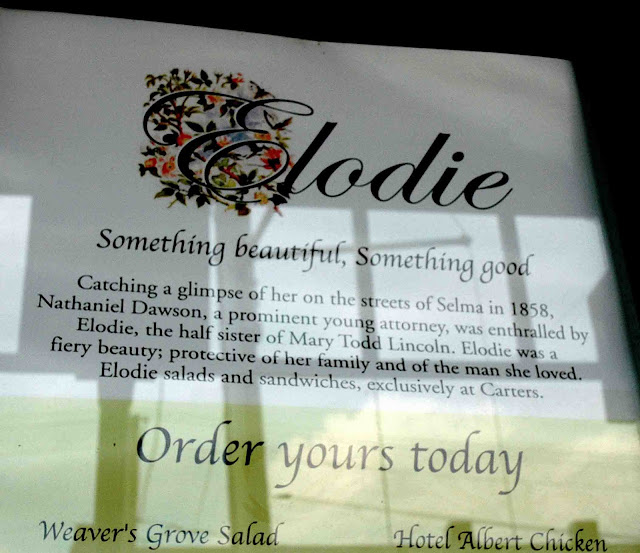 Elodie
Something beautiful, Something good
Catching a glimpse of her on the streets of Selma in 1858,
Nathaniel Dawson, a prominent young attorney, was enthralled by
Elodie, the half sister of Mary Todd Lincoln. Elodie was a
fiery beauty; protective of her family and of the man she loved.
Elodie salads and sandwiches, exclusively at Carters.
Order yours today
Weaver's Grove Salad
Hotel Albert Chicken